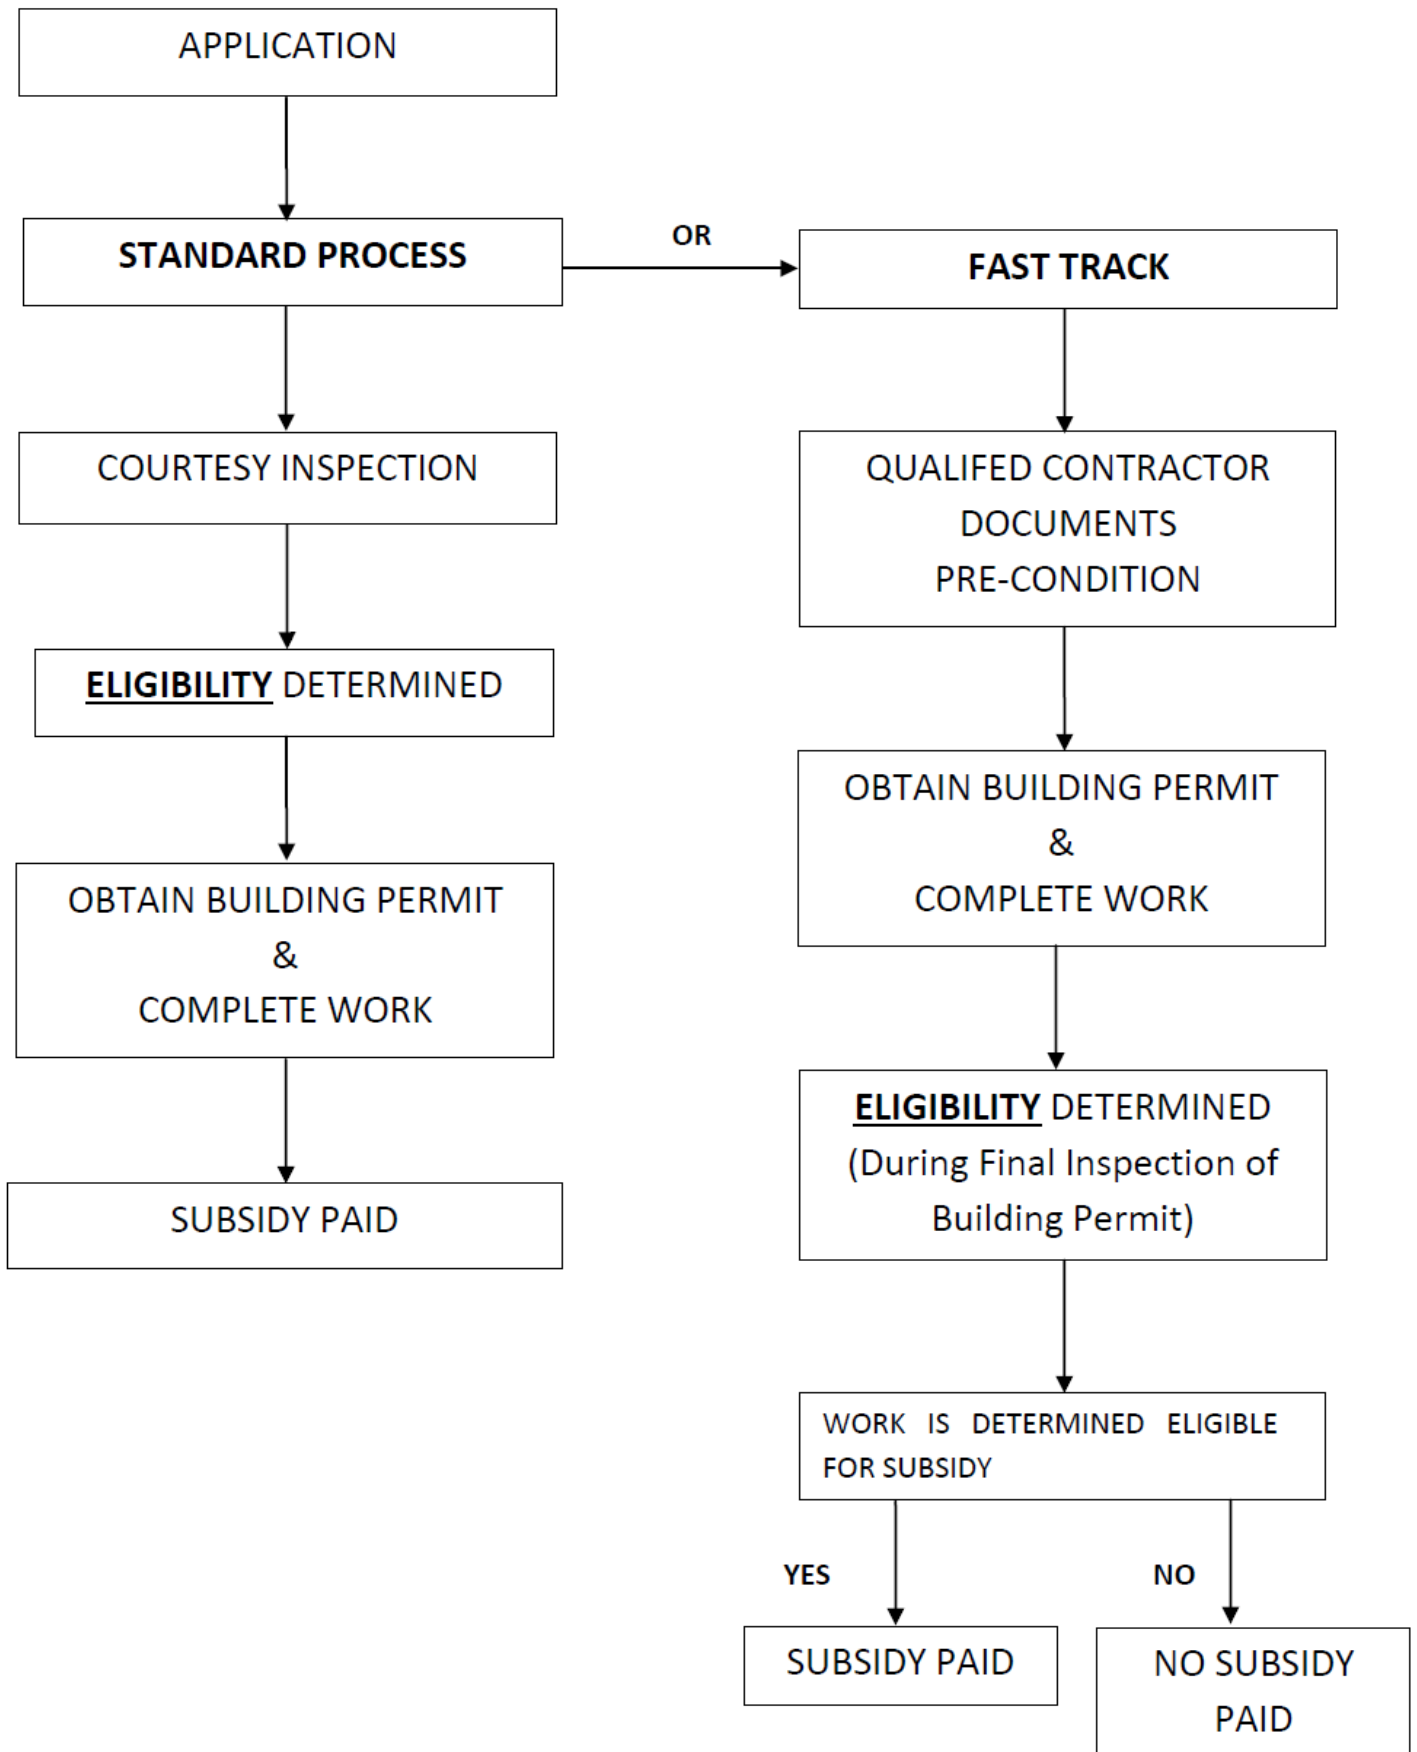 APPLICATION
STANDARD PROCESS
OR
FAST TRACK
COURTESY INSPECTION
ELIGIBILITY DETERMINED
OBTAIN BUILDING PERMIT
&
COMPLETE WORK
SUBSIDY PAID
QUALIFED CONTRACTOR
DOCUMENTS
PRE-CONDITION
OBTAIN BUILDING PERMIT
&
COMPLETE WORK
ELIGIBILITY DETERMINED
(During Final Inspection of
Building Permit)
WORK IS DETERMINED ELIGIBLE
FOR SUBSIDY
YES
NO
SUBSIDY PAID
NO SUBSIDY
PAID